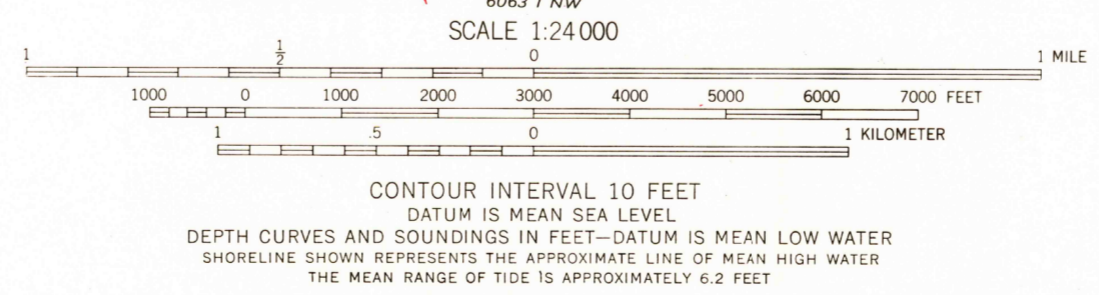 6063 I NW
SCALE 1:24 000
1 ½ 0 1 MILE
1000 0 1000 2000 3000 4000 5000 6000 7000 FEET
1 .5 0 1 KILOMETER
CONTOUR INTERVAL 10 FEET
DATUM IS MEAN SEA LEVEL
DEPTH CURVES AND SOUNDINGS IN FEET—DATUM IS MEAN LOW WATER
SHORELINE SHOWN REPRESENTS THE APPROXIMATE LINE OF MEAN HIGH WATER
THE MEAN RANGE OF TIDE IS APPROXIMATELY 6.2 FEET